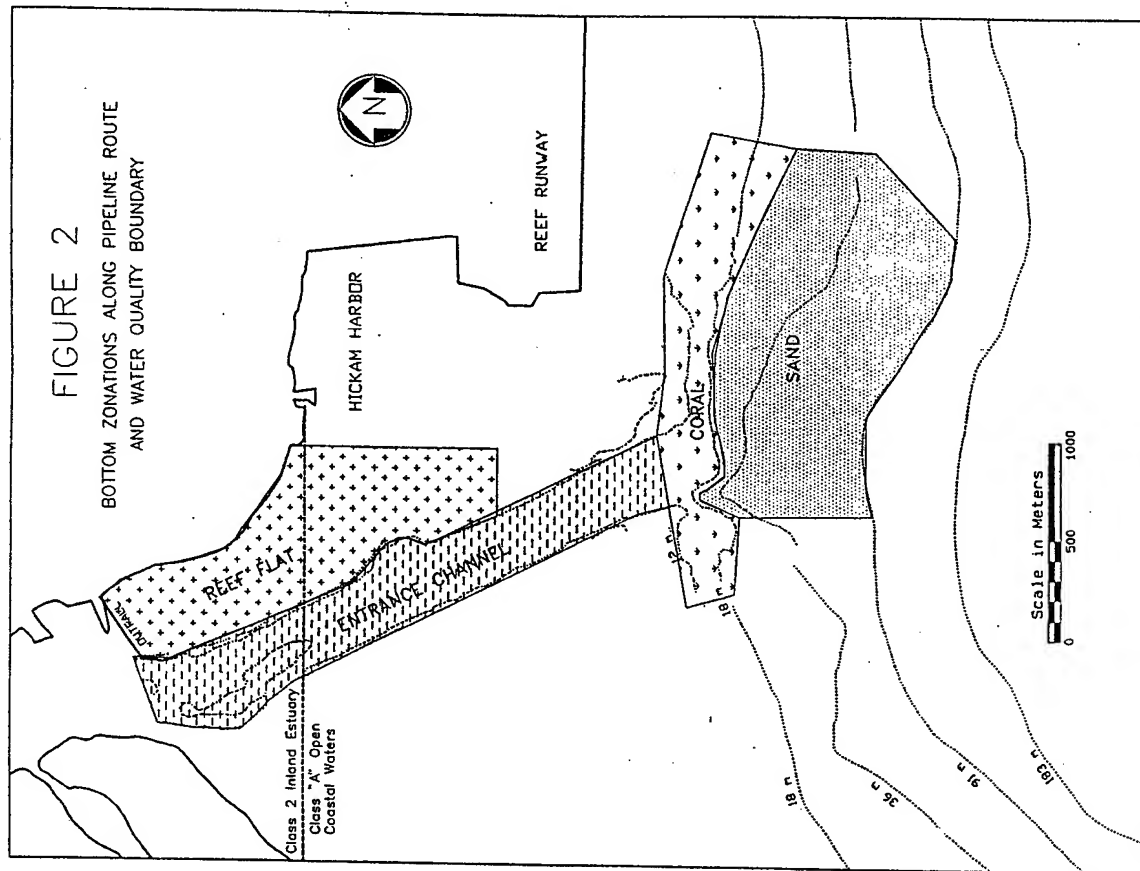 FIGURE 2
BOTTOM ZONATIONS ALONG PIPELINE ROUTE
AND WATER QUALITY BOUNDARY
N
OUTFALL
REEF FLAT
HICKAM HARBOR
REEF RUNWAY
ENTRANCE CHANNEL
Class 2 Inland Estuary
Class "A" Open
Coastal Waters
CORAL
SAND
12 m
18 m
18 m
36 m
91 m
183 m
Scale in Meters
0
500
1000